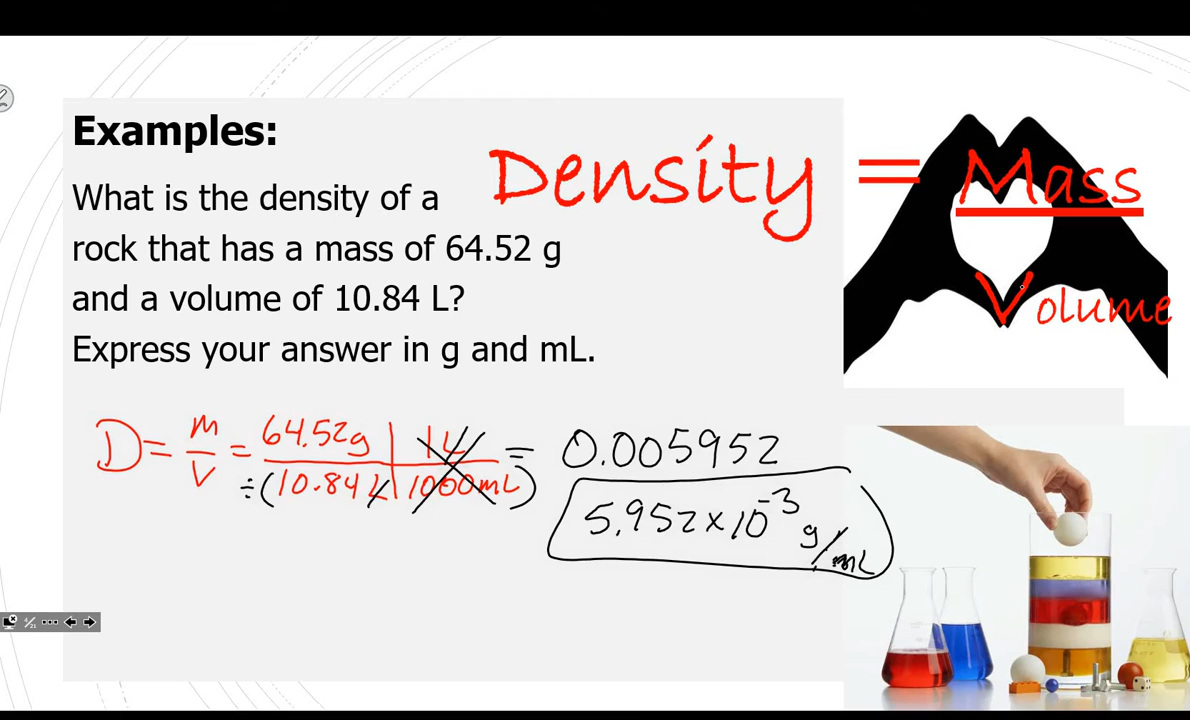 Examples:
What is the density of a
rock that has a mass of 64.52 g
and a volume of 10.84 L?
Express your answer in g and mL.
Density = Mass
Volume
D = m = 64.52g | 1L = 0.005952
V ÷(10.84 L | 1000mL)
5.952 x 10⁻³ g/mL